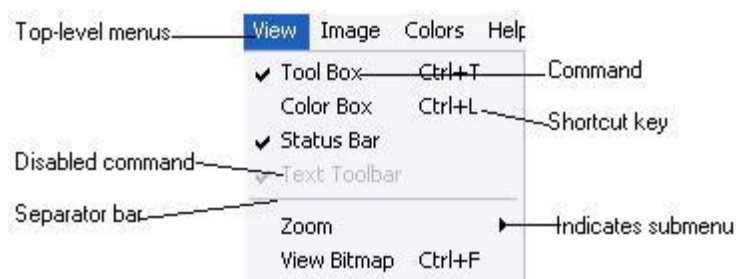 Top-level menus
View Image Colors Help
Tool Box Ctrl+T
Command
Color Box Ctrl+L
Shortcut key
Status Bar
Disabled command
Text Toolbar
Separator bar
Zoom
Indicates submenu
View Bitmap Ctrl+F